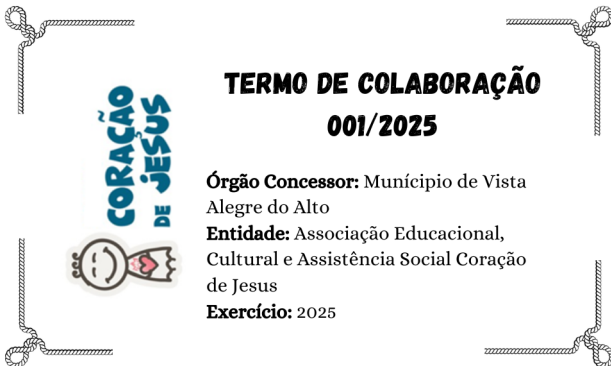 CORAÇÃO
DE JESUS
TERMO DE COLABORAÇÃO
001/2025
Órgão Concessor: Munícipio de Vista
Alegre do Alto
Entidade: Associação Educacional,
Cultural e Assistência Social Coração
de Jesus
Exercício: 2025